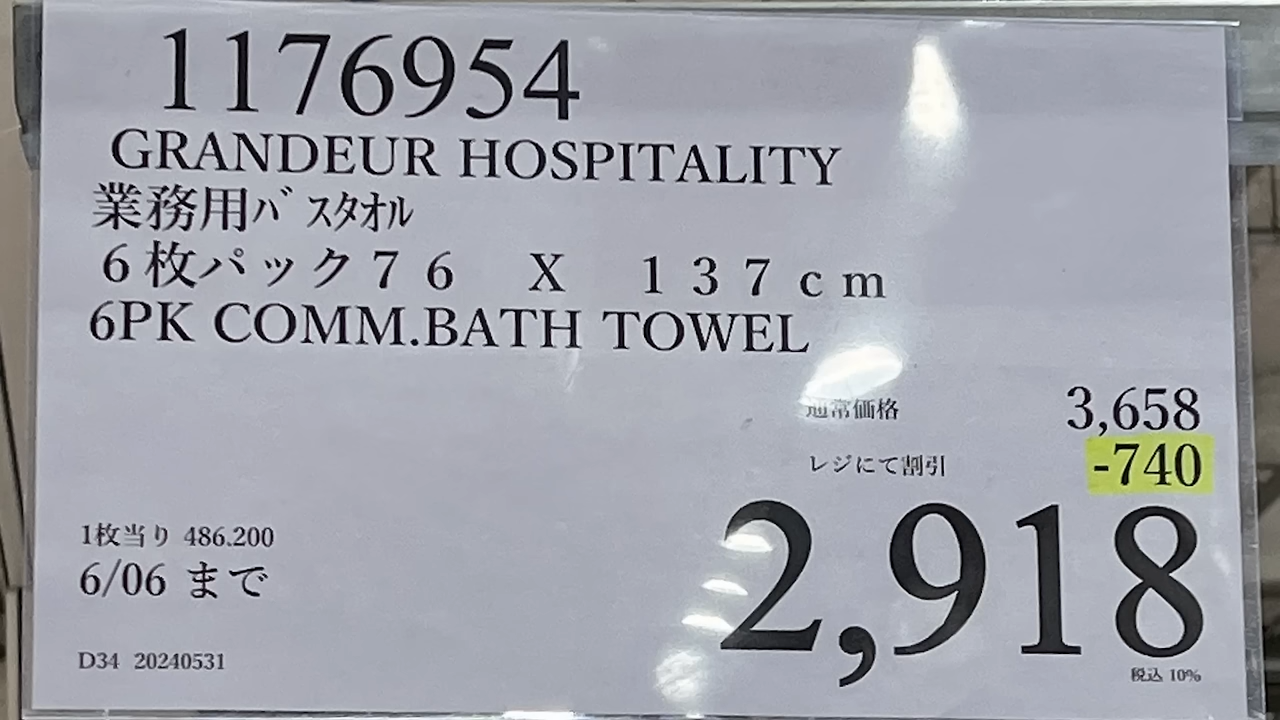 1176954
GRANDEUR HOSPITALITY
業務用ﾊﾞｽﾀｵﾙ
６枚パック７６　Ｘ　１３７ｃｍ
6PK COMM.BATH TOWEL
通常価格 3,658
レジにて割引 -740
2,918
税込 10%
1枚当り 486.200
6/06 まで
D34 20240531